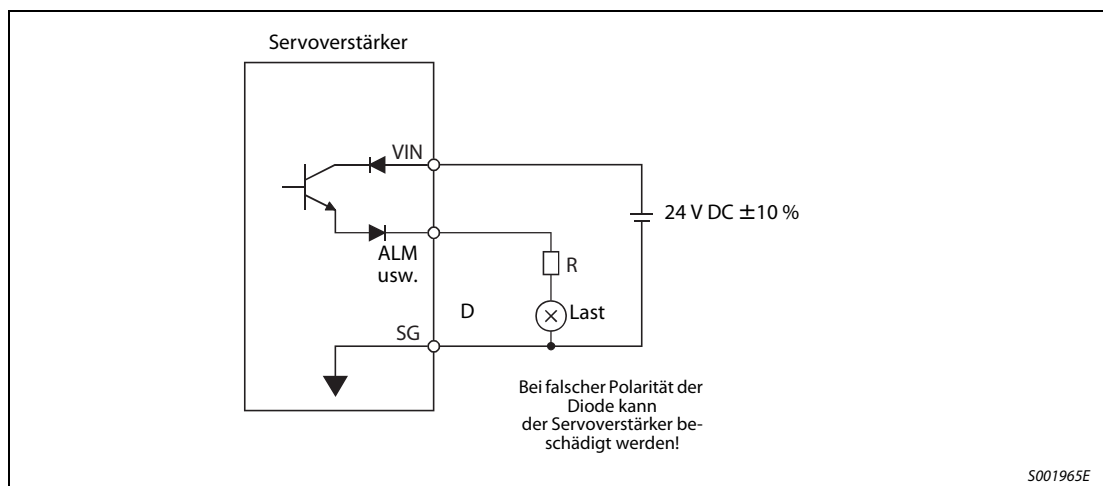 Servoverstärker
VIN
24 V DC ±10 %
ALM
usw.
R
D
Last
SG
Bei falscher Polarität der
Diode kann
der Servoverstärker be-
schädigt werden!
S001965E